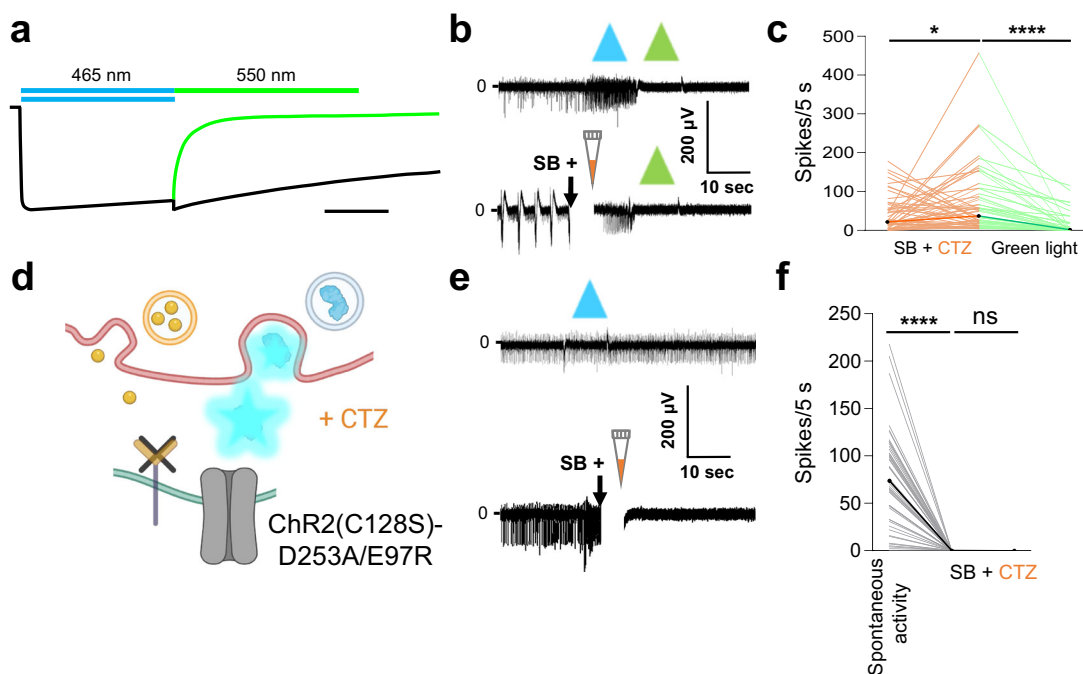 a
465 nm
550 nm
b
0
200 µV
10 sec
SB +
0
c
Spikes/5 s
500
400
300
200
100
0
*
****
SB + CTZ
Green light
d
+ CTZ
ChR2(C128S)-
D253A/E97R
e
0
200 µV
10 sec
SB +
0
f
Spikes/5 s
250
200
150
100
50
0
****
ns
Spontaneous
activity
SB + CTZ